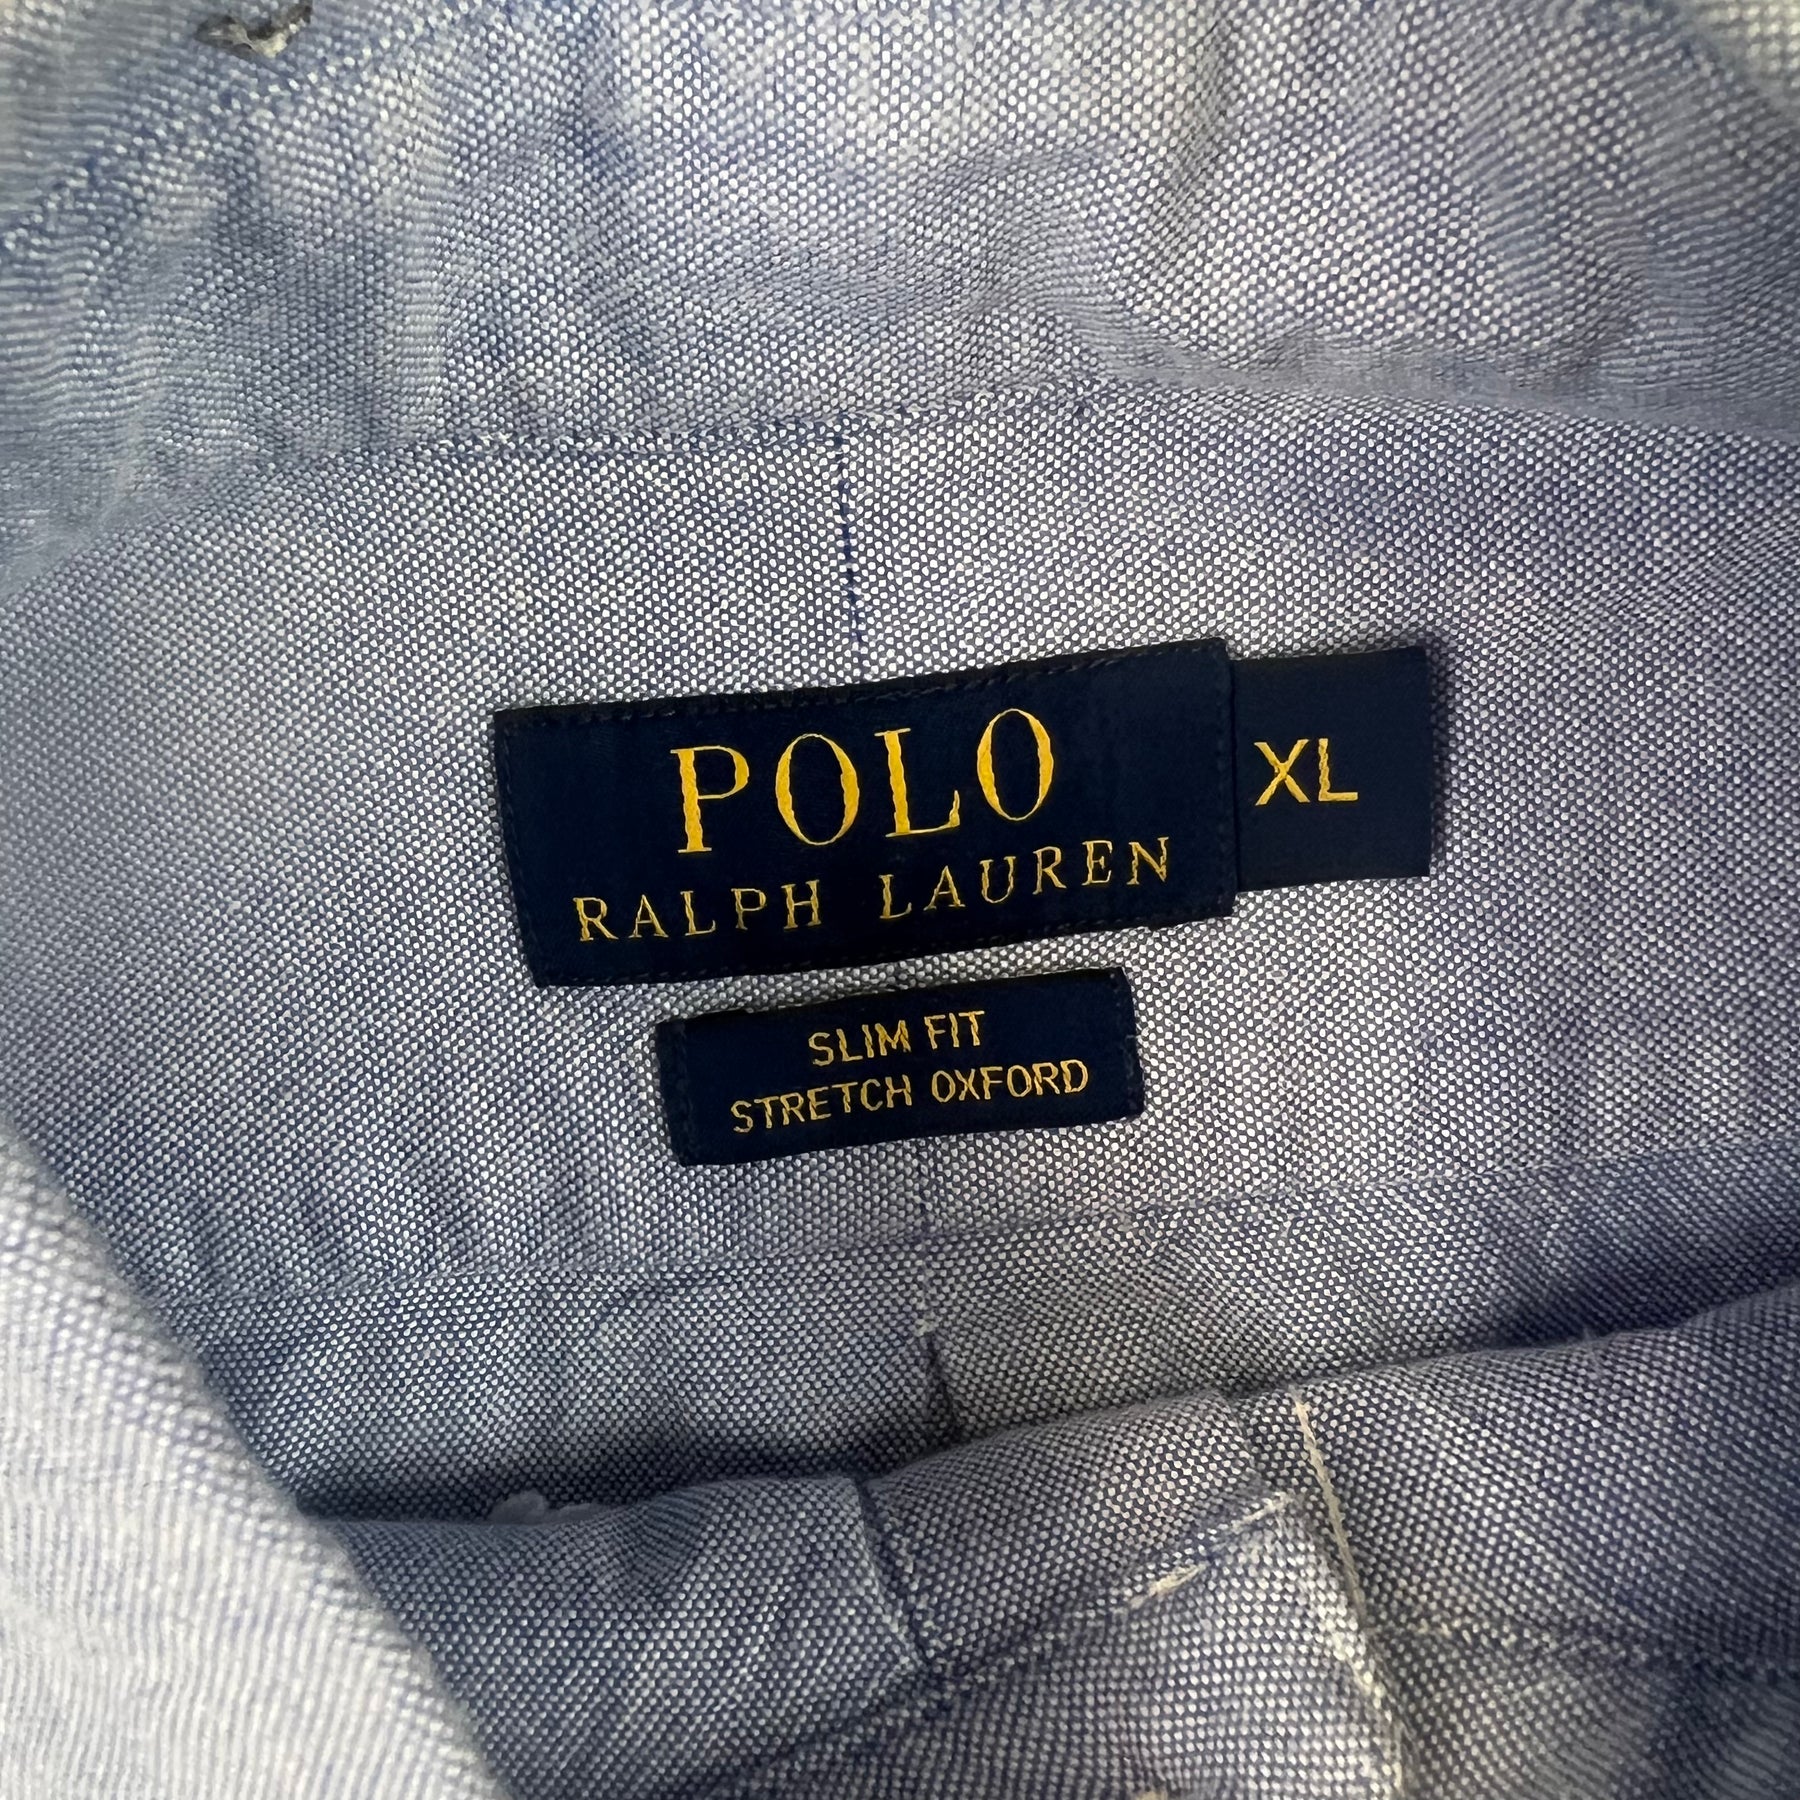 POLO
RALPH LAUREN
XL
SLIM FIT
STRETCH OXFORD